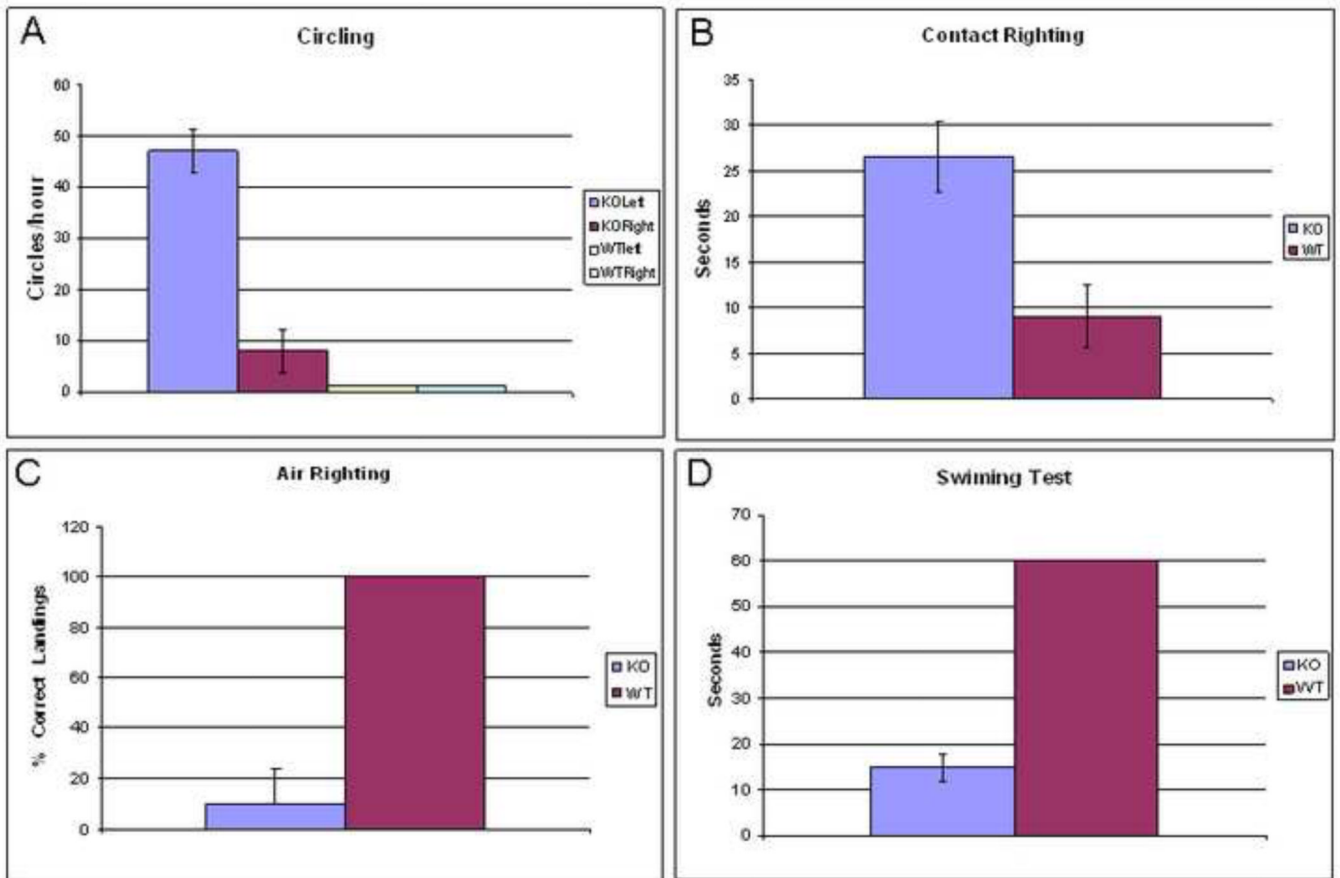 A
Circling
Circles/hour
60
50
40
30
20
10
0
KOLeft
KORight
WTleft
WTRight
B
Contact Righting
Seconds
35
30
25
20
15
10
5
0
KO
WT
C
Air Righting
% Correct Landings
120
100
80
60
40
20
0
KO
WT
D
Swiming Test
Seconds
70
60
50
40
30
20
10
0
KO
WT